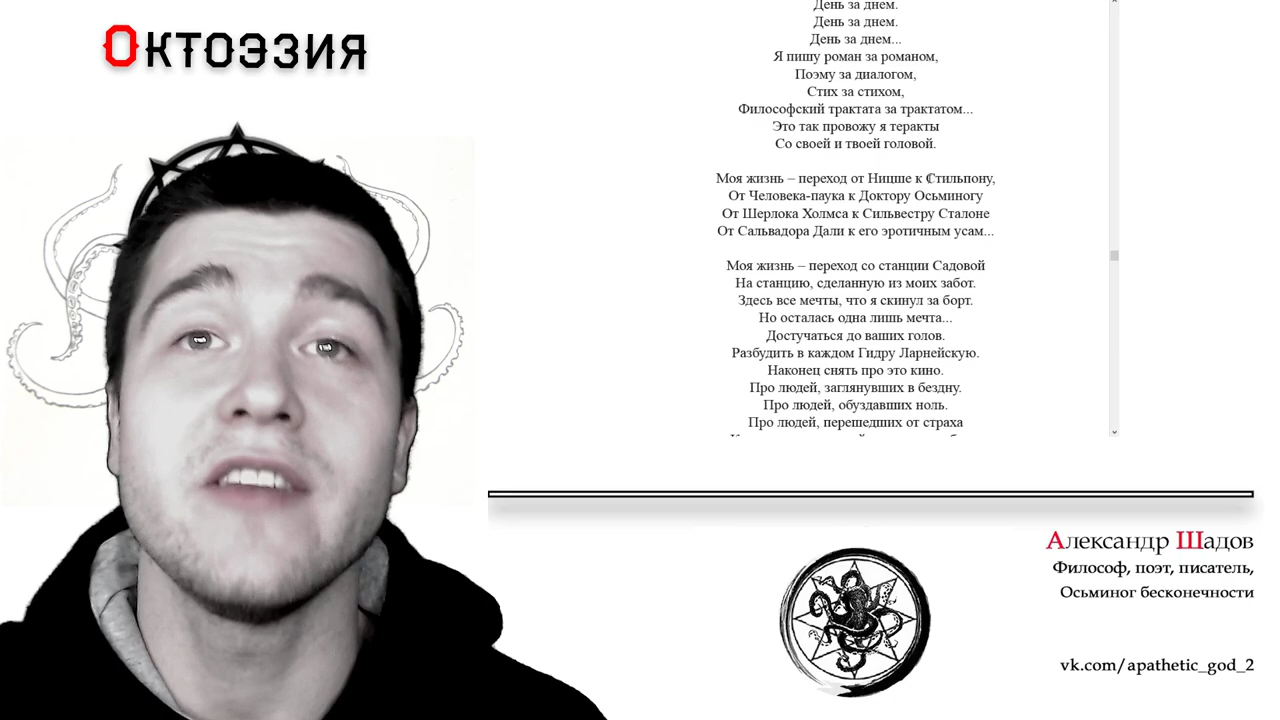 Октоэзия
День за днем.
День за днем.
День за днем...
Я пишу роман за романом,
Поэму за диалогом,
Стих за стихом,
Философский трактата за трактатом...
Это так провожу я теракты
Со своей и твоей головой.
Моя жизнь – переход от Ницше к Стильпону,
От Человека-паука к Доктору Осьминогу
От Шерлока Холмса к Сильвестру Сталоне
От Сальвадора Дали к его эротичным усам...
Моя жизнь – переход со станции Садовой
На станцию, сделанную из моих забот.
Здесь все мечты, что я скинул за борт.
Но осталась одна лишь мечта...
Достучаться до ваших голов.
Разбудить в каждом Гидру Ларнейскую.
Наконец снять про это кино.
Про людей, заглянувших в бездну.
Про людей, обуздавших ноль.
Про людей, перешедших от страха
Александр Шадов
Философ, поэт, писатель,
Осьминог бесконечности
vk.com/apathetic_god_2